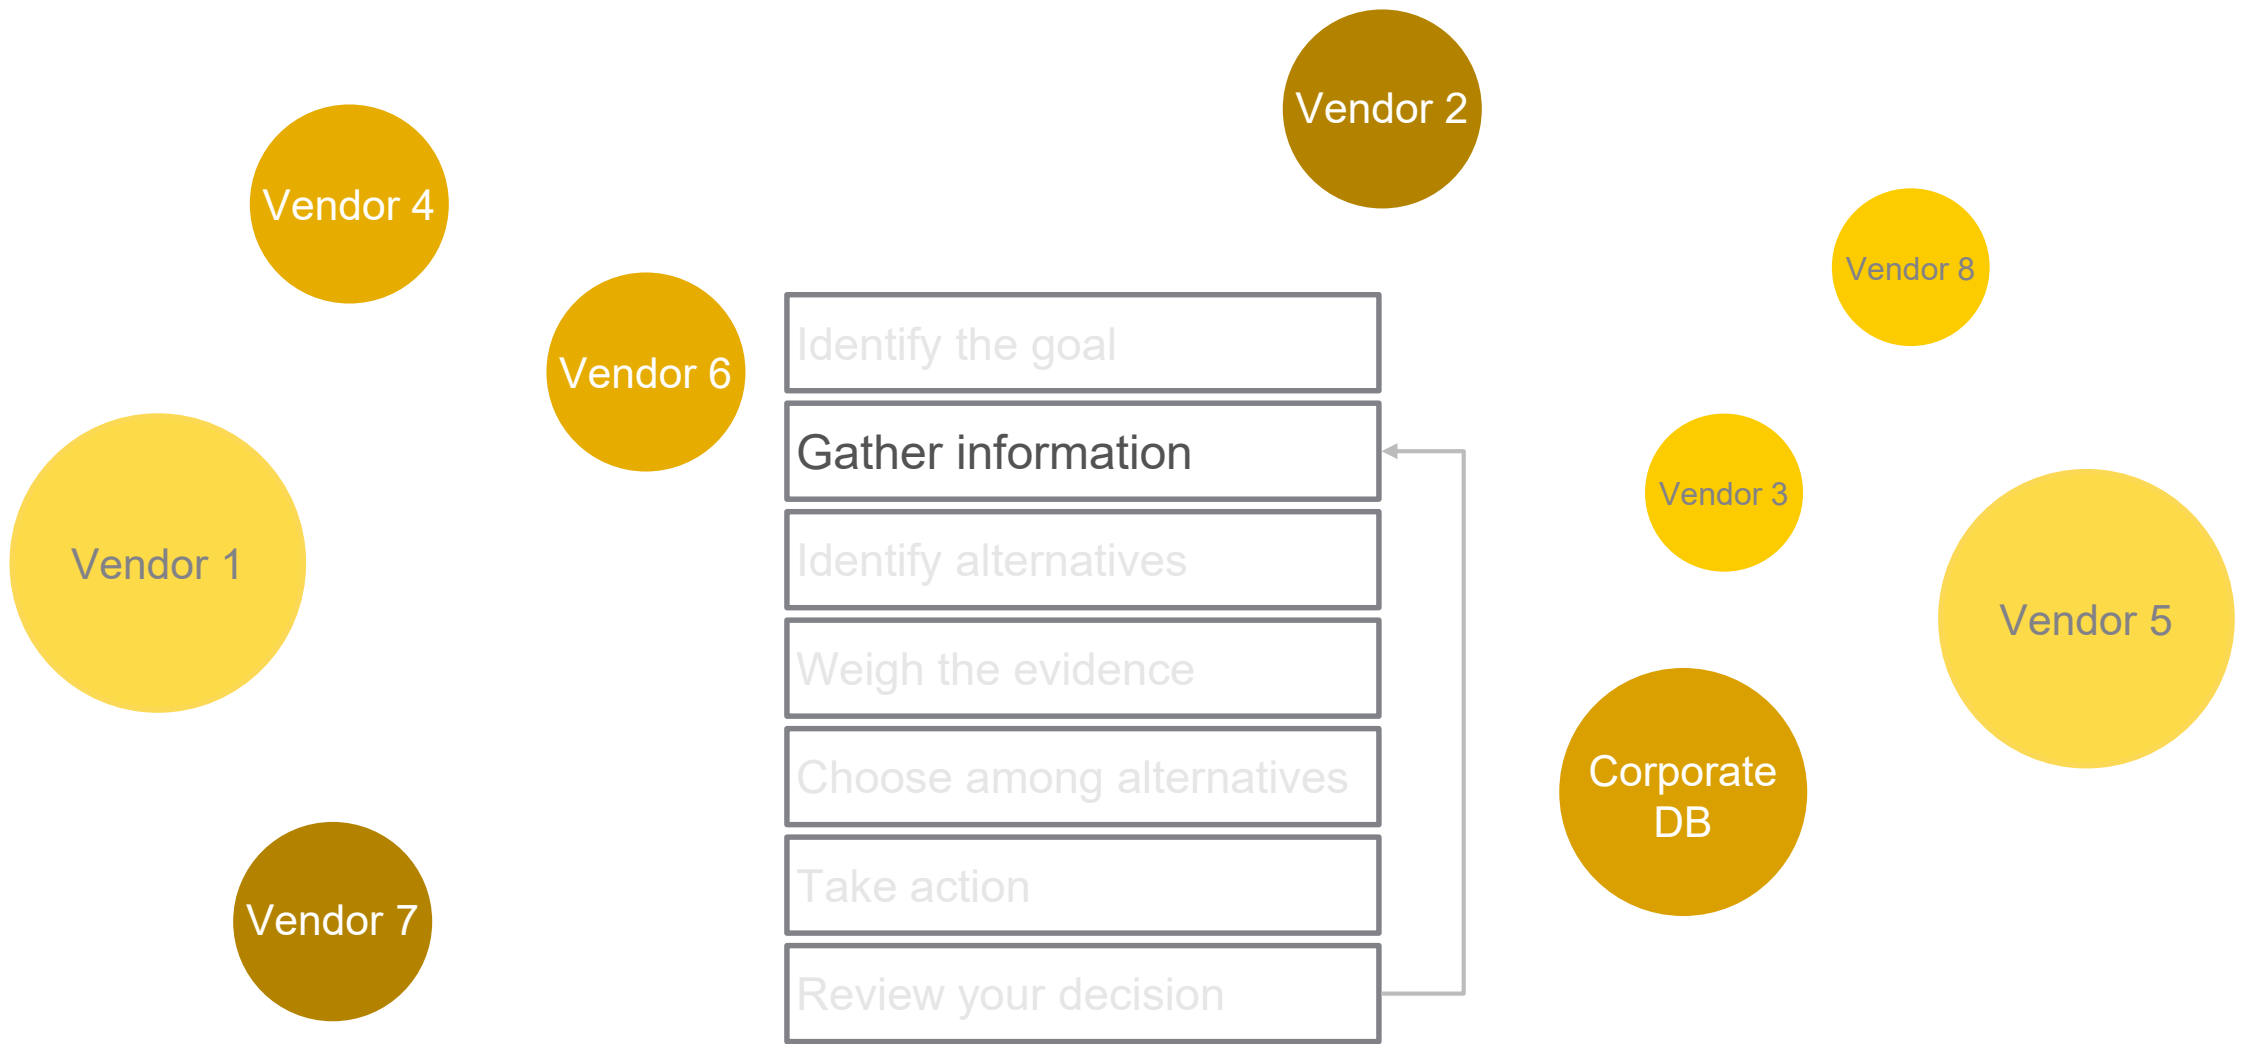 Vendor 2
Vendor 4
Vendor 8
Vendor 6
Identify the goal
Gather information
Vendor 3
Vendor 1
Identify alternatives
Vendor 5
Weigh the evidence
Choose among alternatives
Corporate
DB
Take action
Vendor 7
Review your decision